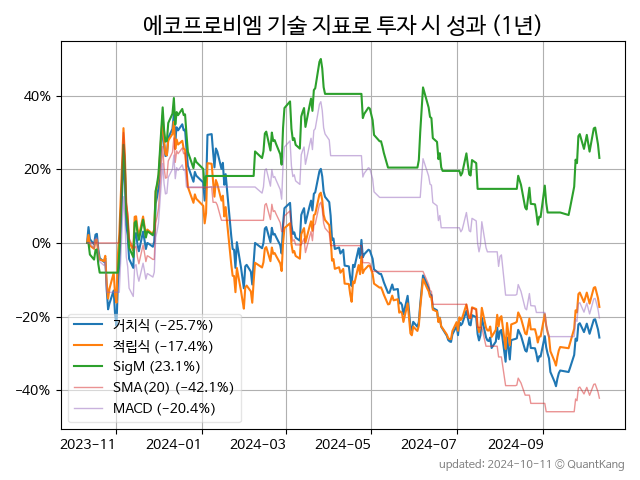 에코프로비엠 기술 지표로 투자 시 성과 (1년)
40%
20%
0%
−20%
−40%
거치식 (−25.7%)
적립식 (−17.4%)
SigM (23.1%)
SMA(20) (−42.1%)
MACD (−20.4%)
2023-11 2024-01 2024-03 2024-05 2024-07 2024-09
updated: 2024-10-11 © QuantKang